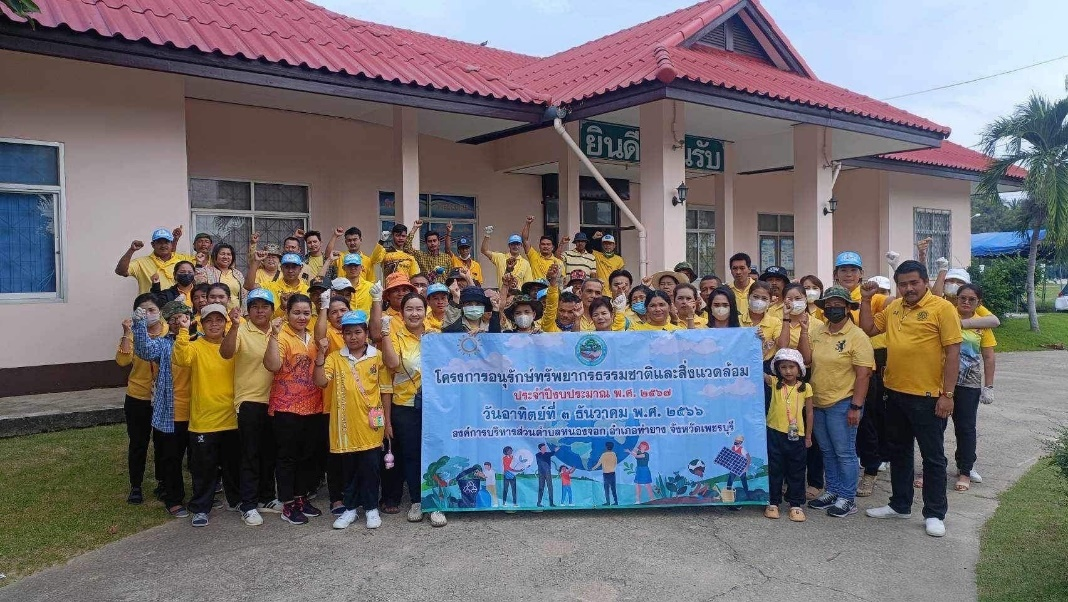 ยินดี
นรับ
โครงการอนุรักษ์ทรัพยากรธรรมชาติและสิ่งแวดล้อม
ประจำปีงบประมาณ พ.ศ. ๒๕๖๗
วันอาทิตย์ที่ ๓ ธันวาคม พ.ศ. ๒๕๖๖
องค์การบริหารส่วนตำบลหนองจอก อำเภอท่ายาง จังหวัดเพชรบุรี